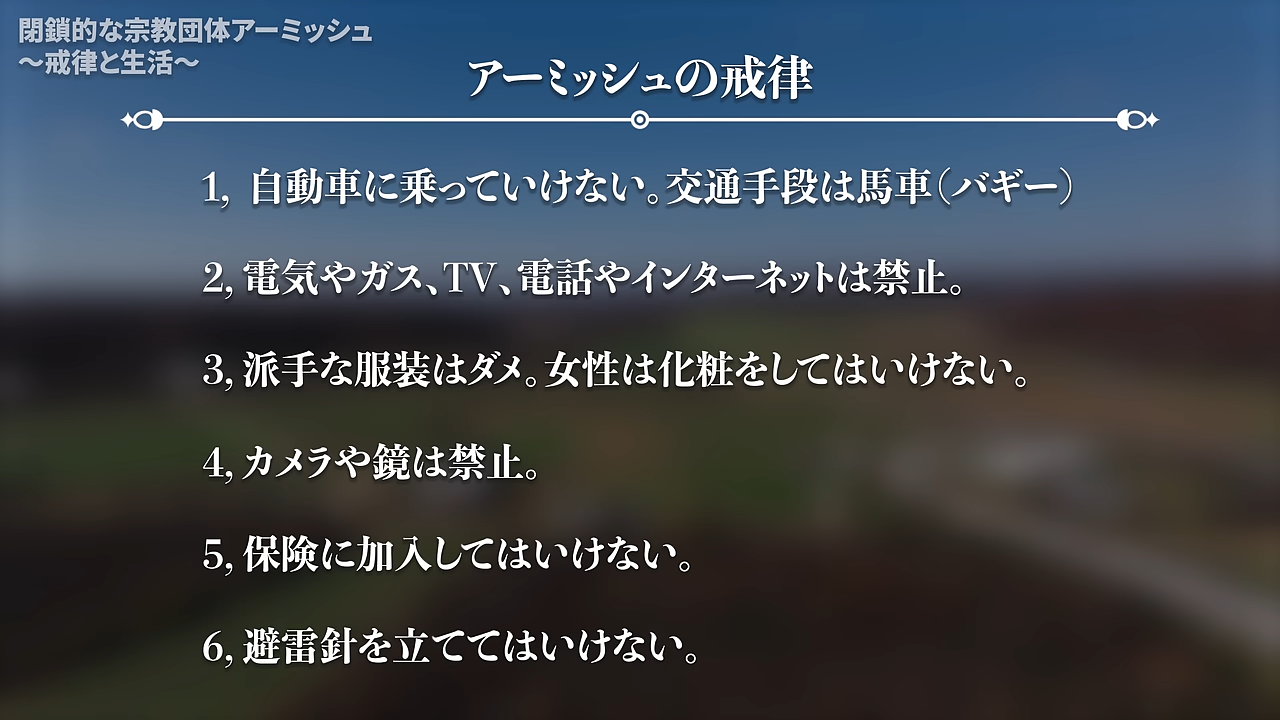 閉鎖的な宗教団体アーミッシュ
〜戒律と生活〜
アーミッシュの戒律
1, 自動車に乗っていけない。交通手段は馬車（バギー）
2, 電気やガス、TV、電話やインターネットは禁止。
3, 派手な服装はダメ。女性は化粧をしてはいけない。
4, カメラや鏡は禁止。
5, 保険に加入してはいけない。
6, 避雷針を立ててはいけない。